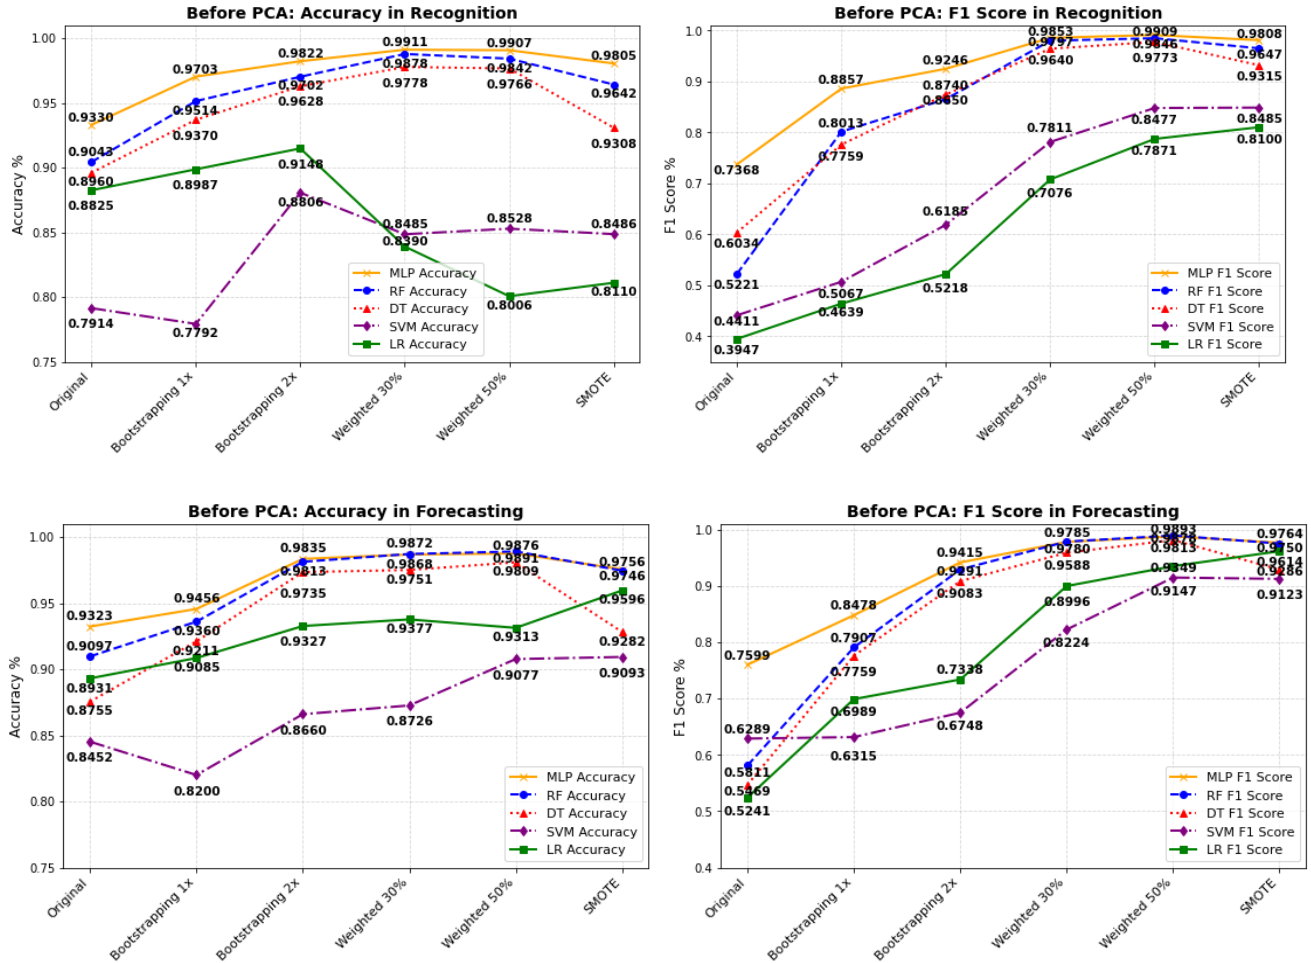 Before PCA: Accuracy in Recognition
Accuracy %
1.00
0.95
0.90
0.85
0.80
0.75
0.9330
0.9703
0.9822
0.9911
0.9907
0.9805
0.9043
0.9514
0.9702
0.9878
0.9842
0.9642
0.8960
0.9370
0.9628
0.9778
0.9766
0.9308
0.7914
0.7792
0.8806
0.8485
0.8528
0.8486
0.8825
0.8987
0.9148
0.8390
0.8006
0.8110
MLP Accuracy
RF Accuracy
DT Accuracy
SVM Accuracy
LR Accuracy
Original
Bootstrapping 1x
Bootstrapping 2x
Weighted 30%
Weighted 50%
SMOTE
Before PCA: F1 Score in Recognition
F1 Score %
1.0
0.9
0.8
0.7
0.6
0.5
0.4
0.7368
0.8857
0.9246
0.9853
0.9909
0.9808
0.5221
0.8013
0.8650
0.9797
0.9846
0.9647
0.6034
0.7759
0.8740
0.9640
0.9773
0.9315
0.4411
0.5067
0.6185
0.7811
0.8477
0.8485
0.3947
0.4639
0.5218
0.7076
0.7871
0.8100
MLP F1 Score
RF F1 Score
DT F1 Score
SVM F1 Score
LR F1 Score
Original
Bootstrapping 1x
Bootstrapping 2x
Weighted 30%
Weighted 50%
SMOTE
Before PCA: Accuracy in Forecasting
Accuracy %
1.00
0.95
0.90
0.85
0.80
0.75
0.9323
0.9456
0.9835
0.9872
0.9876
0.9756
0.9097
0.9360
0.9813
0.9868
0.9891
0.9746
0.8755
0.9211
0.9735
0.9751
0.9809
0.9282
0.8452
0.8200
0.8660
0.8726
0.9077
0.9093
0.8931
0.9085
0.9327
0.9377
0.9313
0.9596
MLP Accuracy
RF Accuracy
DT Accuracy
SVM Accuracy
LR Accuracy
Original
Bootstrapping 1x
Bootstrapping 2x
Weighted 30%
Weighted 50%
SMOTE
Before PCA: F1 Score in Forecasting
F1 Score %
1.0
0.9
0.8
0.7
0.6
0.5
0.4
0.7599
0.8478
0.9415
0.9785
0.9893
0.9764
0.5811
0.7907
0.9291
0.9780
0.9750
0.5469
0.7759
0.9083
0.9588
0.9813
0.9286
0.6289
0.6315
0.6748
0.8224
0.9147
0.9123
0.5241
0.6989
0.7338
0.8996
0.9349
0.9614
MLP F1 Score
RF F1 Score
DT F1 Score
SVM F1 Score
LR F1 Score
Original
Bootstrapping 1x
Bootstrapping 2x
Weighted 30%
Weighted 50%
SMOTE